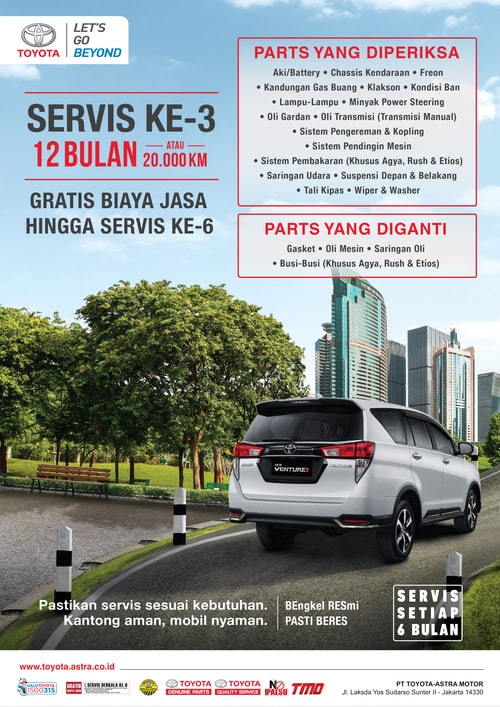 TOYOTA
LET'S
GO
BEYOND
SERVIS KE-3
12 BULAN ATAU 20.000 KM
GRATIS BIAYA JASA
HINGGA SERVIS KE-6
PARTS YANG DIPERIKSA
Aki/Battery • Chassis Kendaraan • Freon
• Kandungan Gas Buang • Klakson • Kondisi Ban
• Lampu-Lampu • Minyak Power Steering
• Oli Gardan • Oli Transmisi (Transmisi Manual)
• Sistem Pengereman & Kopling
• Sistem Pendingin Mesin
• Sistem Pembakaran (Khusus Agya, Rush & Etios)
• Saringan Udara • Suspensi Depan & Belakang
• Tali Kipas • Wiper & Washer
PARTS YANG DIGANTI
Gasket • Oli Mesin • Saringan Oli
• Busi-Busi (Khusus Agya, Rush & Etios)
VENTURER
Pastikan servis sesuai kebutuhan.
Kantong aman, mobil nyaman.
BEngkel RESmi
PASTI BERES
SERVIS
SETIAP
6 BULAN
www.toyota.astra.co.id
1500315
SERVIS BERKALA KE-6
TOYOTA
GENUINE PARTS
TOYOTA
QUALITY SERVICE
PALSU
TMO
PT TOYOTA-ASTRA MOTOR
JL. Laksda Yos Sudarso Sunter II - Jakarta 14330